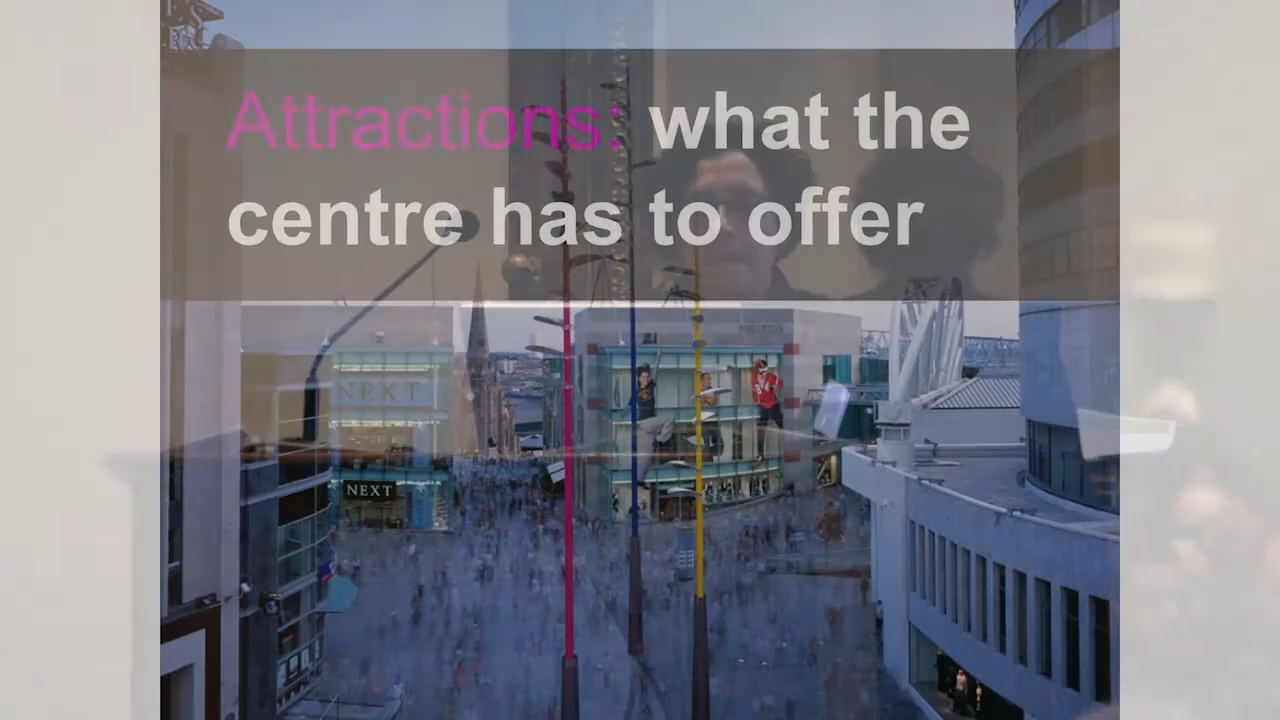 Attractions: what the
centre has to offer
NEXT
NEXT